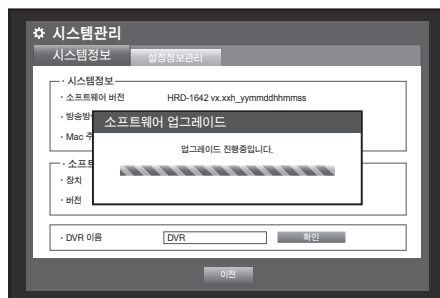 시스템관리
시스템정보
설정정보관리
· 시스템정보
· 소프트웨어 버전 HRD-1642 vx.xxh_yymmddhhmmss
· 방송방
· Mac 주
소프트웨어 업그레이드
업그레이드 진행중입니다.
· 소프트
· 장치
· 버전
· DVR 이름 DVR 확인
이전